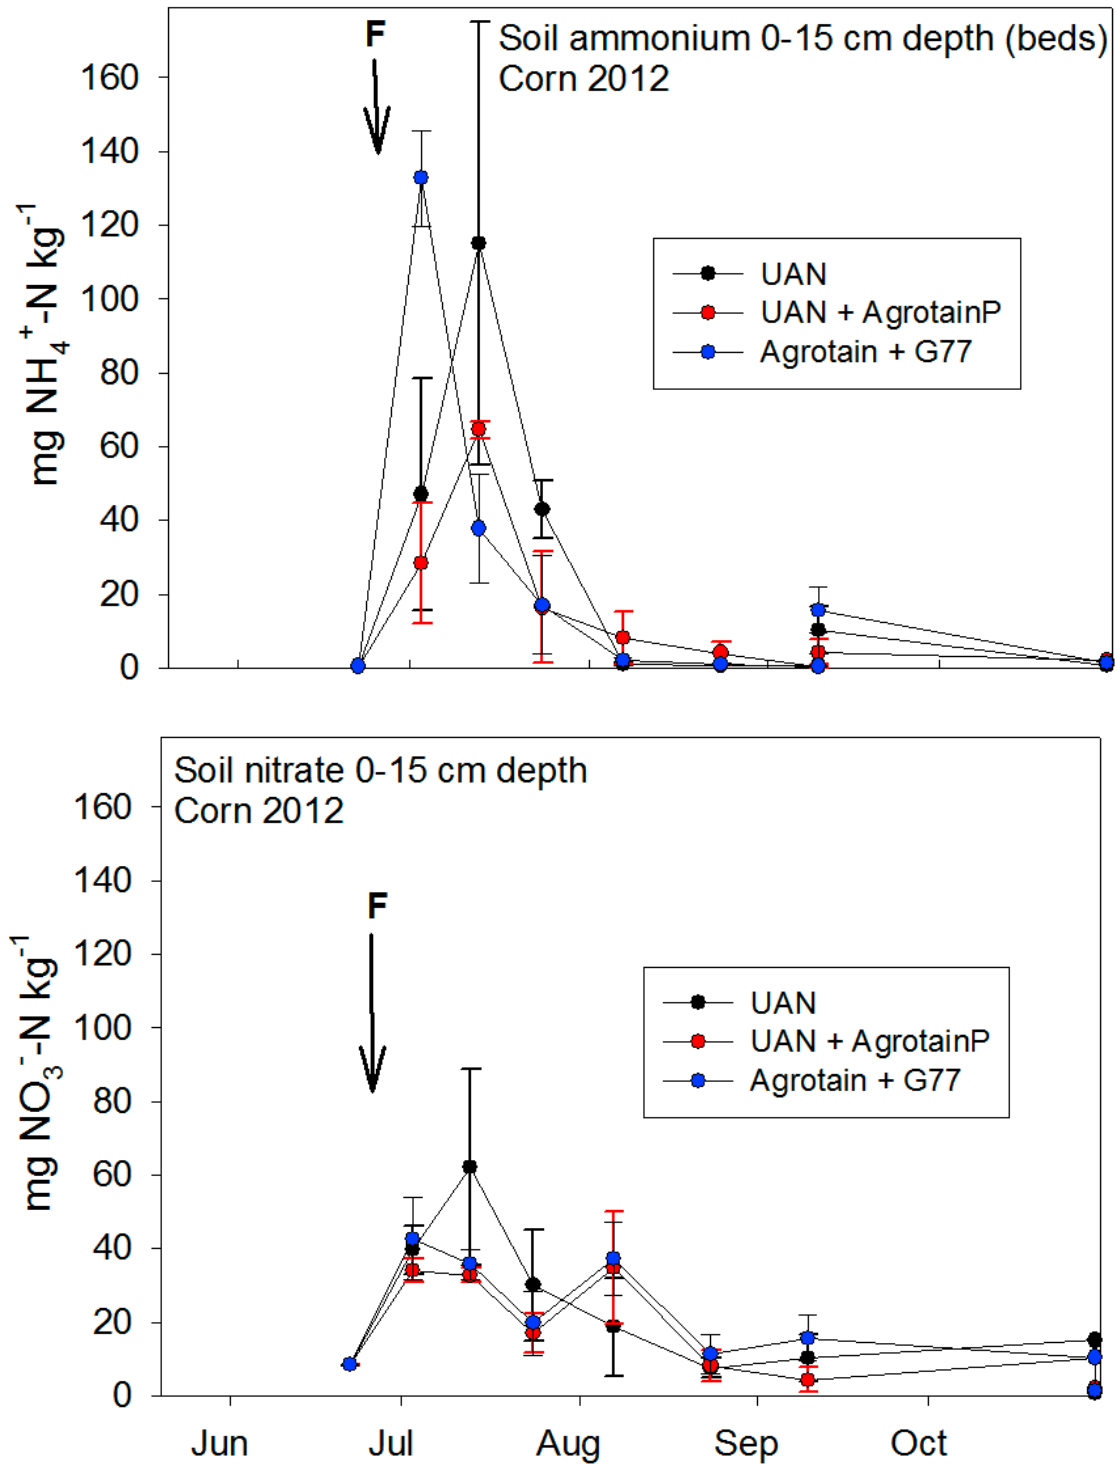 F
Soil ammonium 0-15 cm depth (beds)
Corn 2012
160
140
120
100
80
60
40
20
0
mg NH₄⁺-N kg⁻¹
UAN
UAN + AgrotainP
Agrotain + G77
Soil nitrate 0-15 cm depth
Corn 2012
F
160
140
120
100
80
60
40
20
0
mg NO₃⁻-N kg⁻¹
UAN
UAN + AgrotainP
Agrotain + G77
Jun Jul Aug Sep Oct